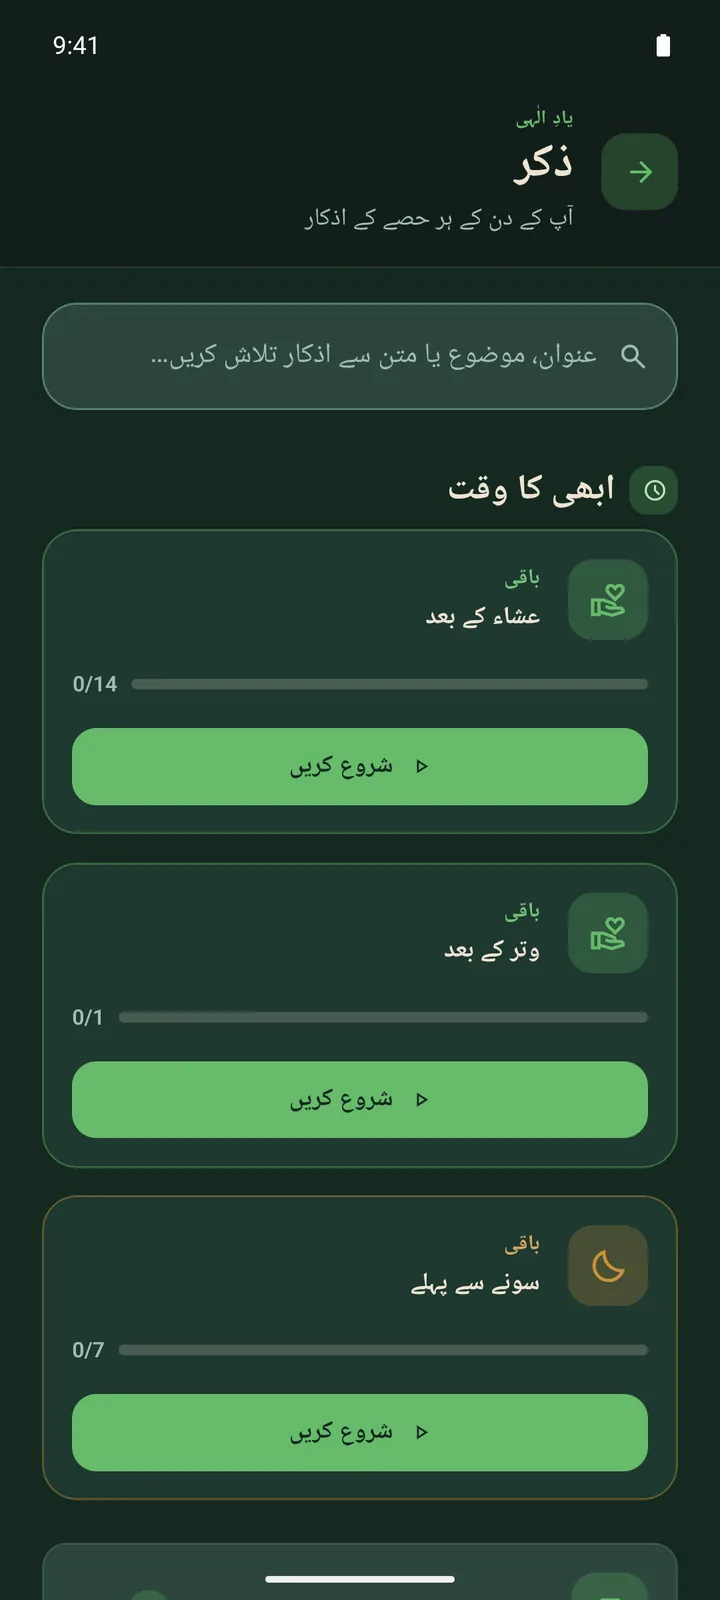 9:41
یادِ الٰہی
ذکر
آپ کے دن کے ہر حصے کے اذکار
عنوان، موضوع یا متن سے اذکار تلاش کریں...
ابھی کا وقت
باقی
عشاء کے بعد
0/14
شروع کریں
باقی
وتر کے بعد
0/1
شروع کریں
باقی
سونے سے پہلے
0/7
شروع کریں